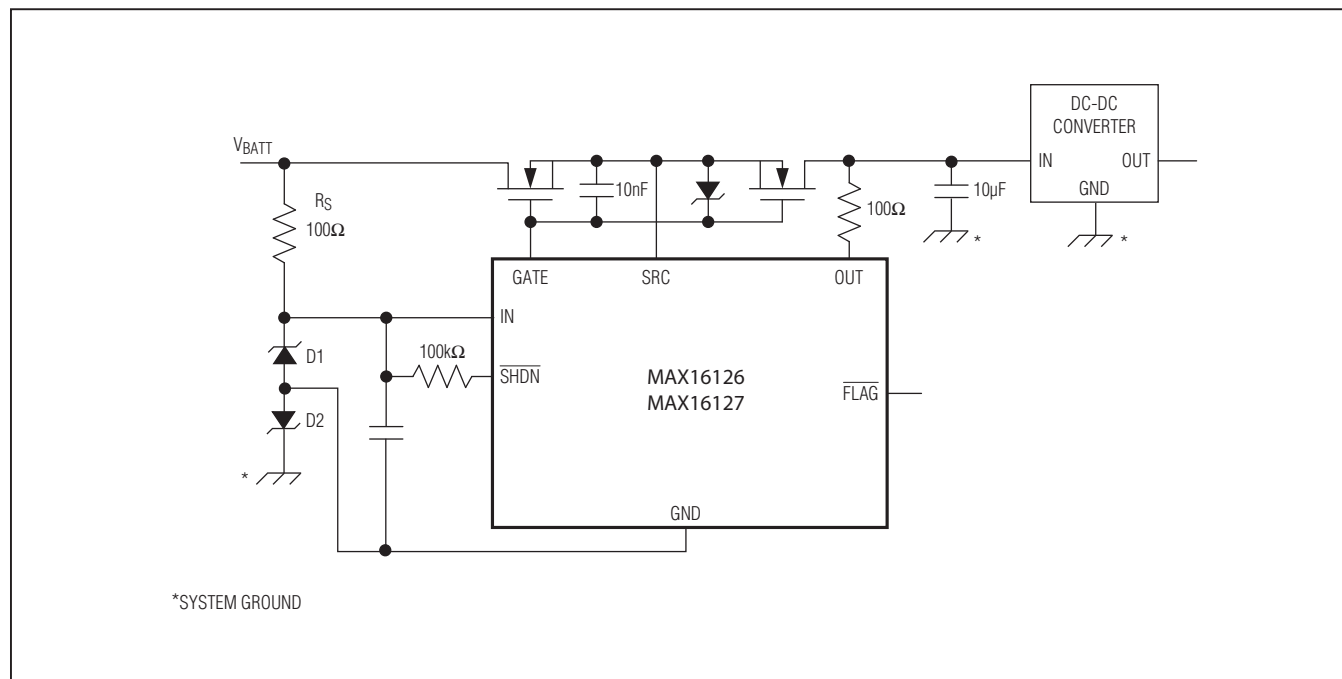 DC-DC
CONVERTER
IN
OUT
GND
*
VBATT
RS
100Ω
10nF
100Ω
10µF
*
GATE
SRC
OUT
IN
D1
100kΩ
SHDN
MAX16126
MAX16127
FLAG
D2
*
GND
*SYSTEM GROUND